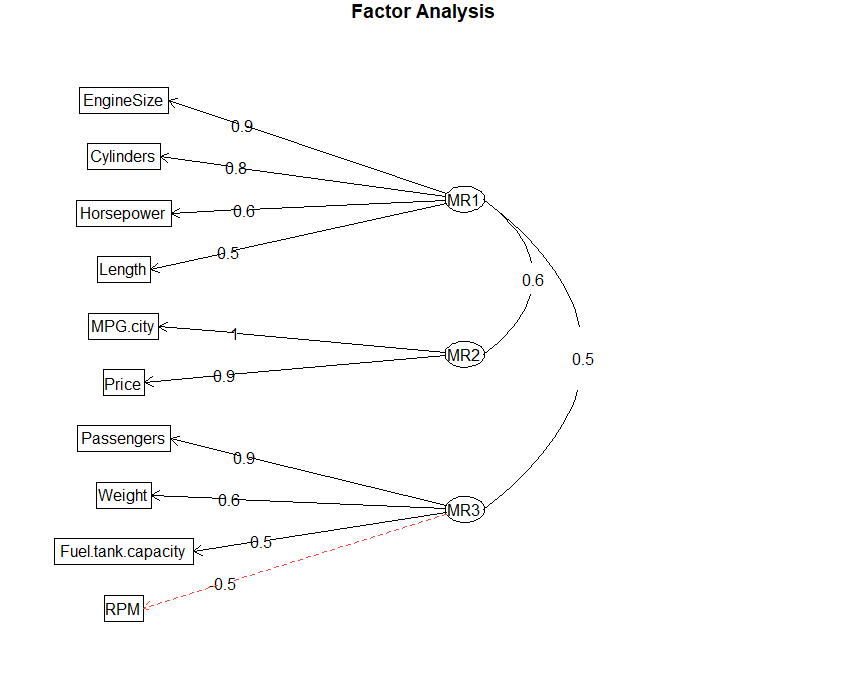 Factor Analysis
EngineSize
0.9
Cylinders
0.8
Horsepower
0.6
MR1
Length
0.5
0.6
MPG.city
1
MR2
0.5
Price
0.9
Passengers
0.9
Weight
0.6
MR3
Fuel.tank.capacity
0.5
-0.5
RPM